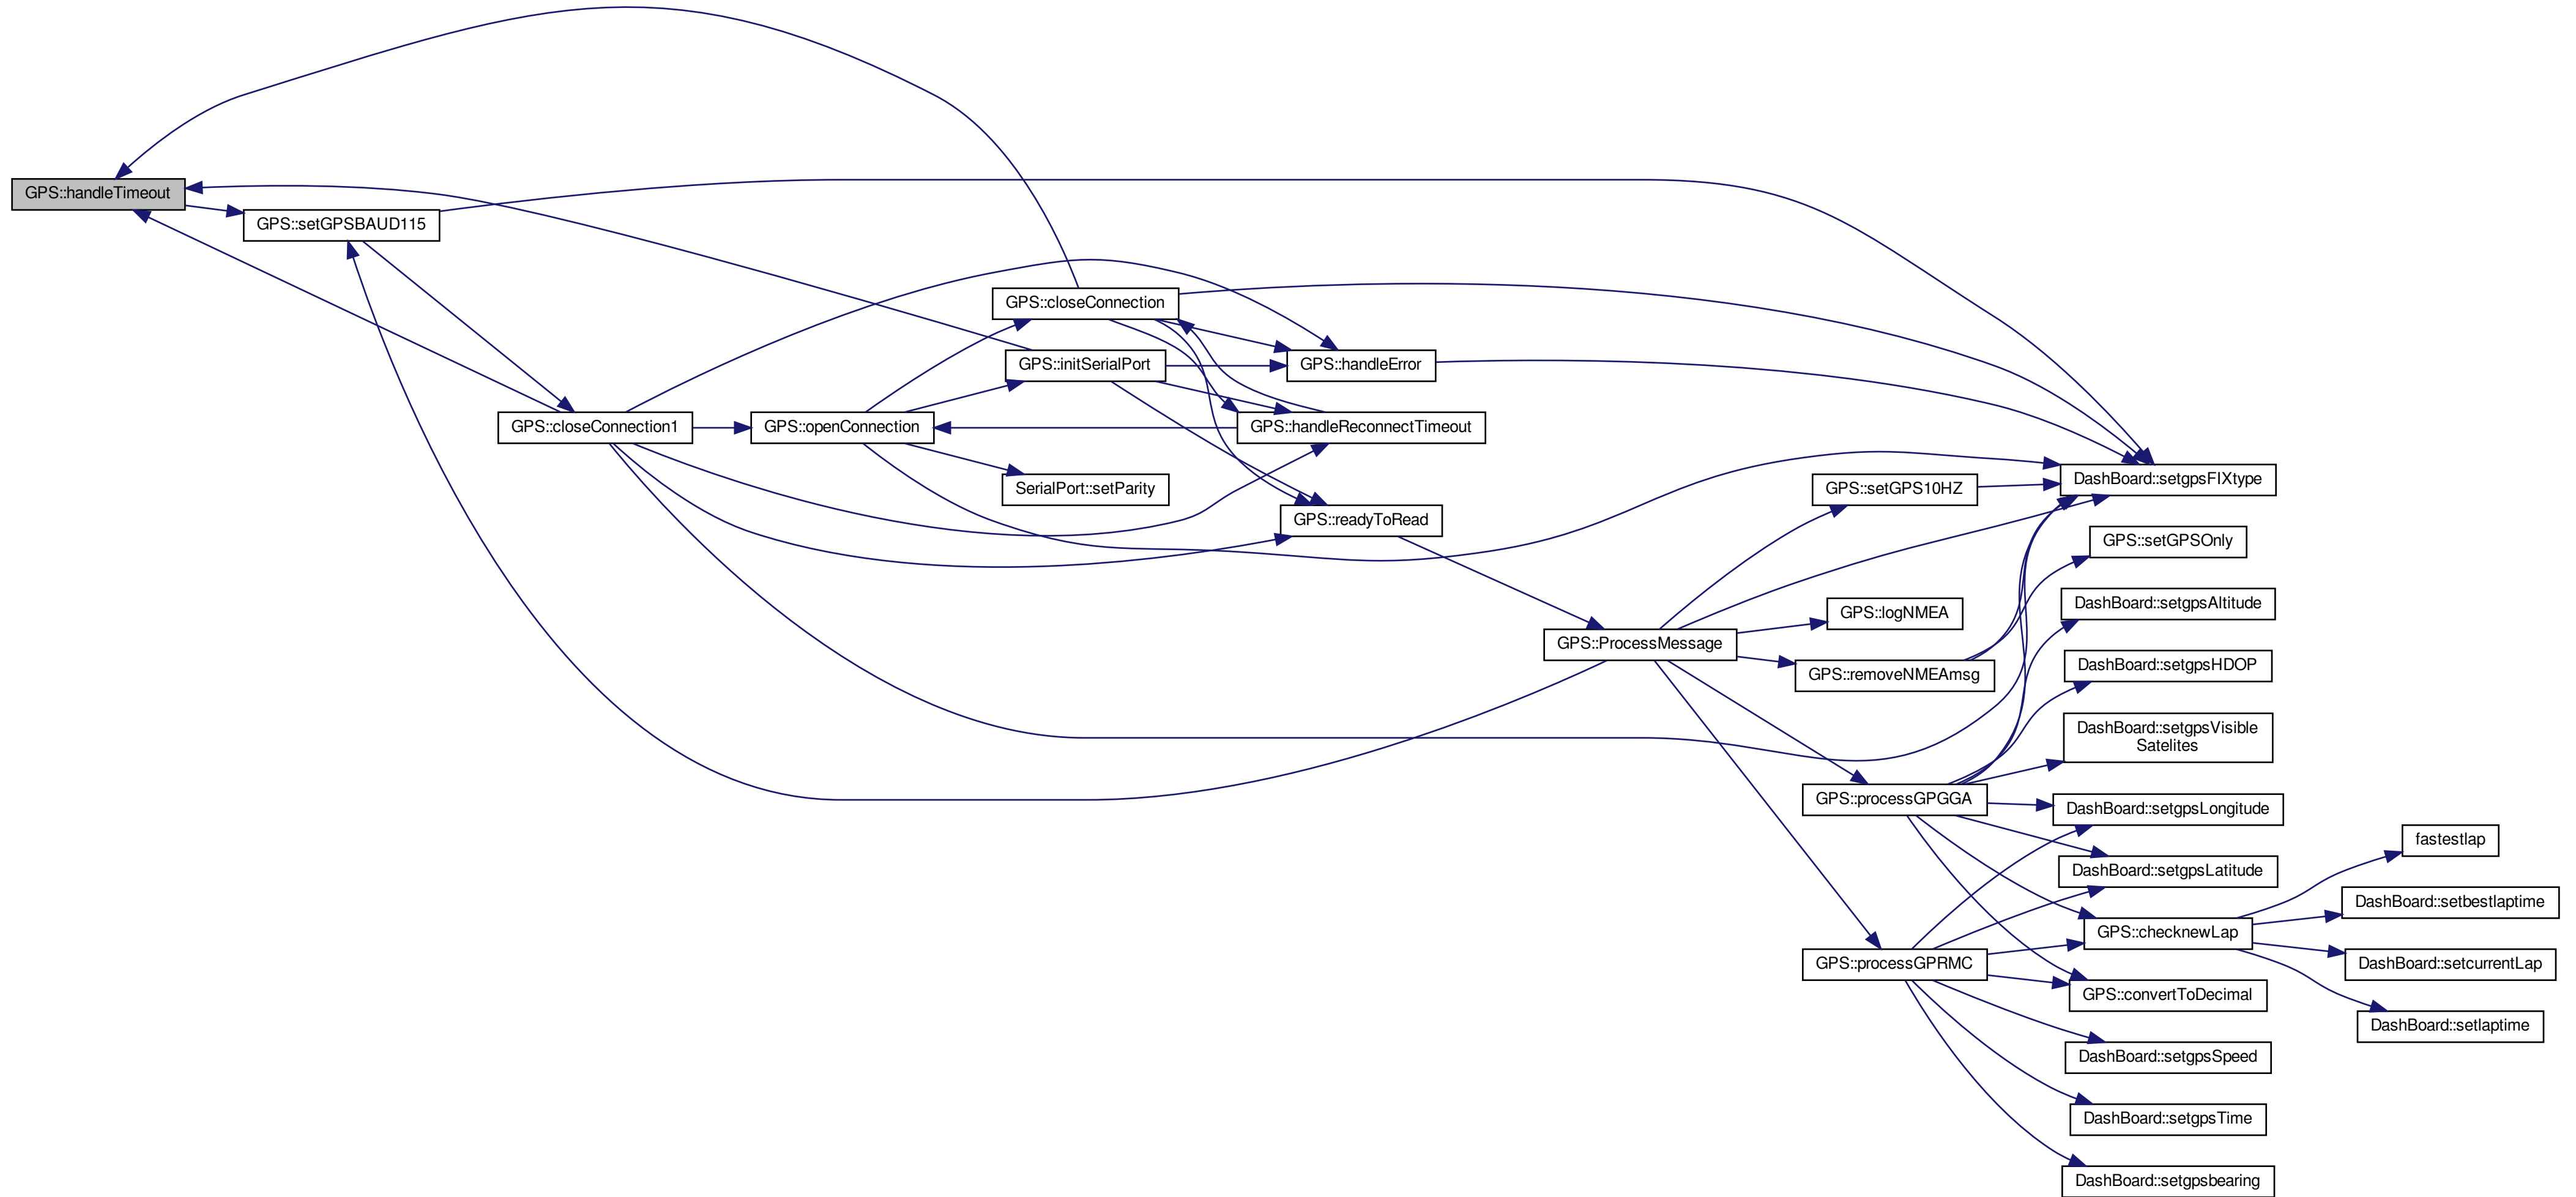 GPS::handleTimeout
GPS::setGPSBAUD115
GPS::closeConnection1
GPS::openConnection
GPS::closeConnection
GPS::initSerialPort
SerialPort::setParity
GPS::handleError
GPS::handleReconnectTimeout
GPS::readyToRead
GPS::ProcessMessage
GPS::setGPS10HZ
GPS::logNMEA
GPS::removeNMEAmsg
GPS::processGPGGA
GPS::processGPRMC
DashBoard::setgpsFIXtype
GPS::setGPSOnly
DashBoard::setgpsAltitude
DashBoard::setgpsHDOP
DashBoard::setgpsVisible
Satelites
DashBoard::setgpsLongitude
DashBoard::setgpsLatitude
GPS::checknewLap
GPS::convertToDecimal
DashBoard::setgpsSpeed
DashBoard::setgpsTime
DashBoard::setgpsbearing
fastestlap
DashBoard::setbestlaptime
DashBoard::setcurrentLap
DashBoard::setlaptime